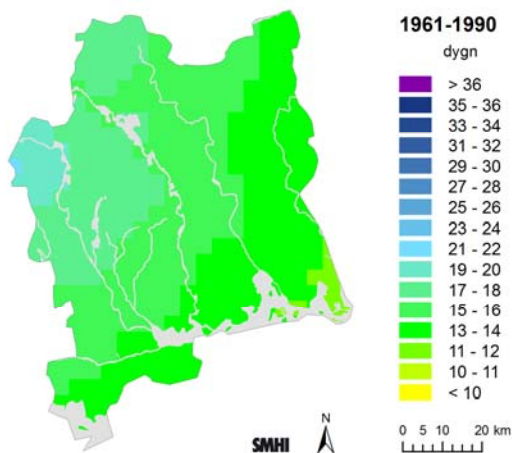 1961-1990
dygn
> 36
35 - 36
33 - 34
31 - 32
29 - 30
27 - 28
25 - 26
23 - 24
21 - 22
19 - 20
17 - 18
15 - 16
13 - 14
11 - 12
10 - 11
< 10
SMHI
N
0 5 10 20 km